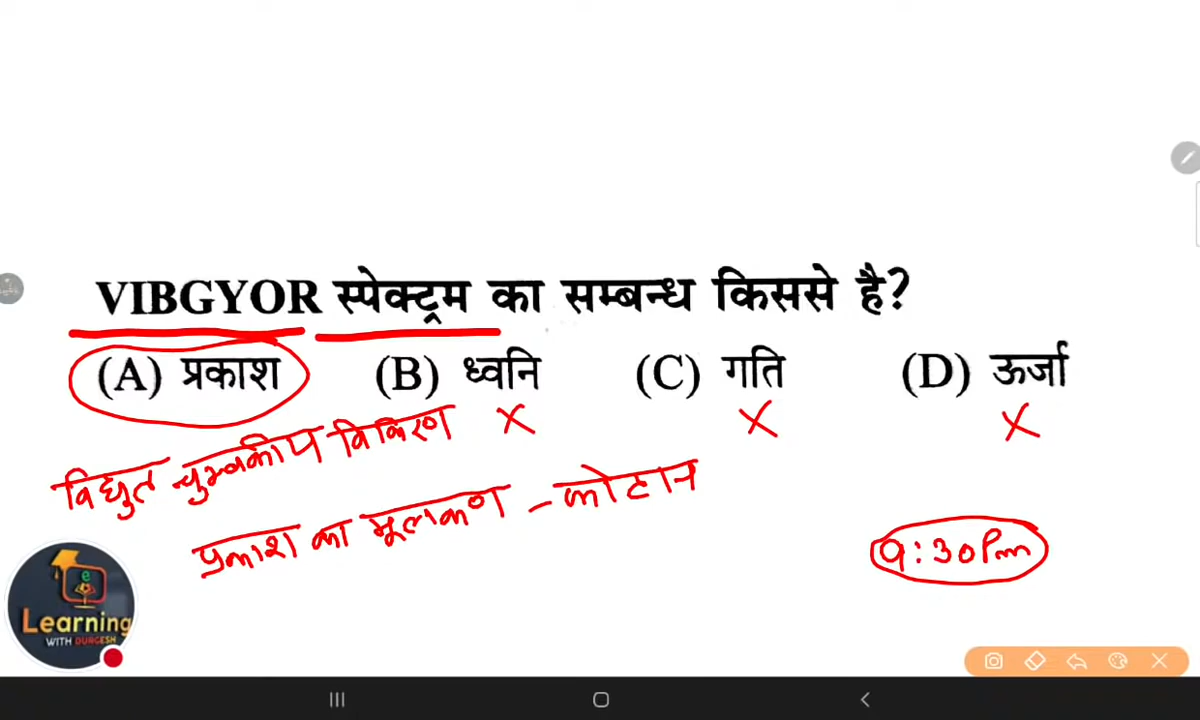 VIBGYOR स्पेक्ट्रम का सम्बन्ध किससे है?
(A) प्रकाश (B) ध्वनि (C) गति (D) ऊर्जा
विद्युत चुम्बकीय विकिरण
प्रकाश का मूलकण - फोटान
9:30Pm
e
Learning
WITH DURGESH